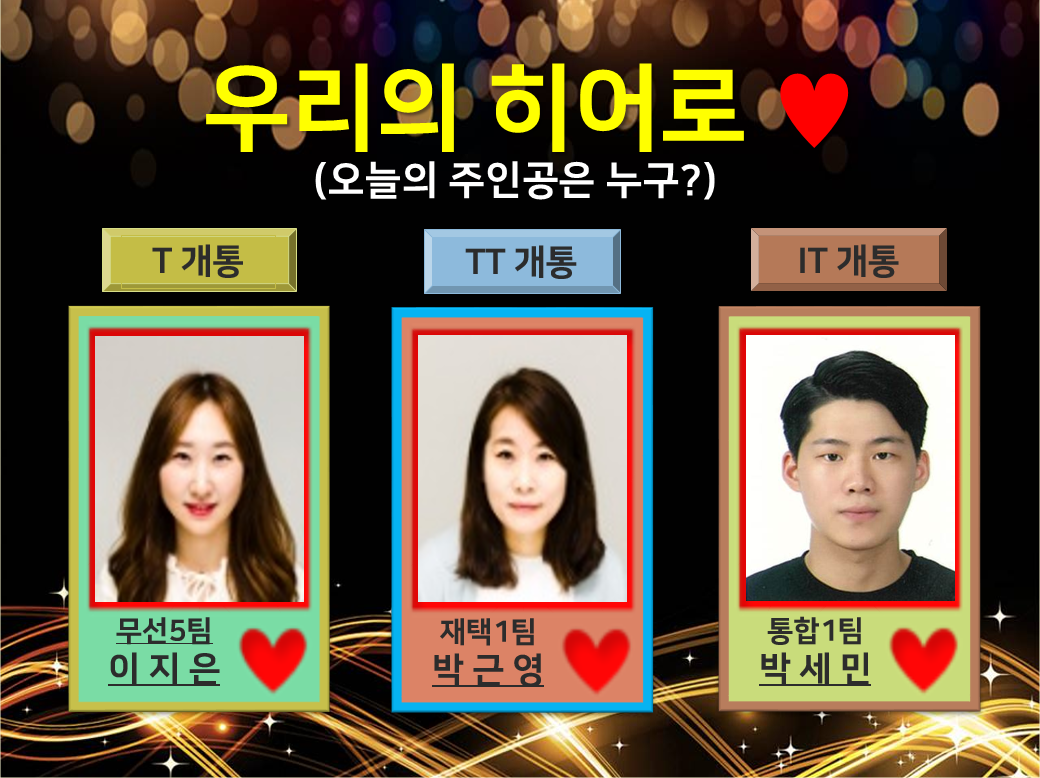 우리의 히어로 ♥
(오늘의 주인공은 누구?)
T 개통
TT 개통
IT 개통
무선5팀
이 지 은
재택1팀
박 근 영
통합1팀
박 세 민